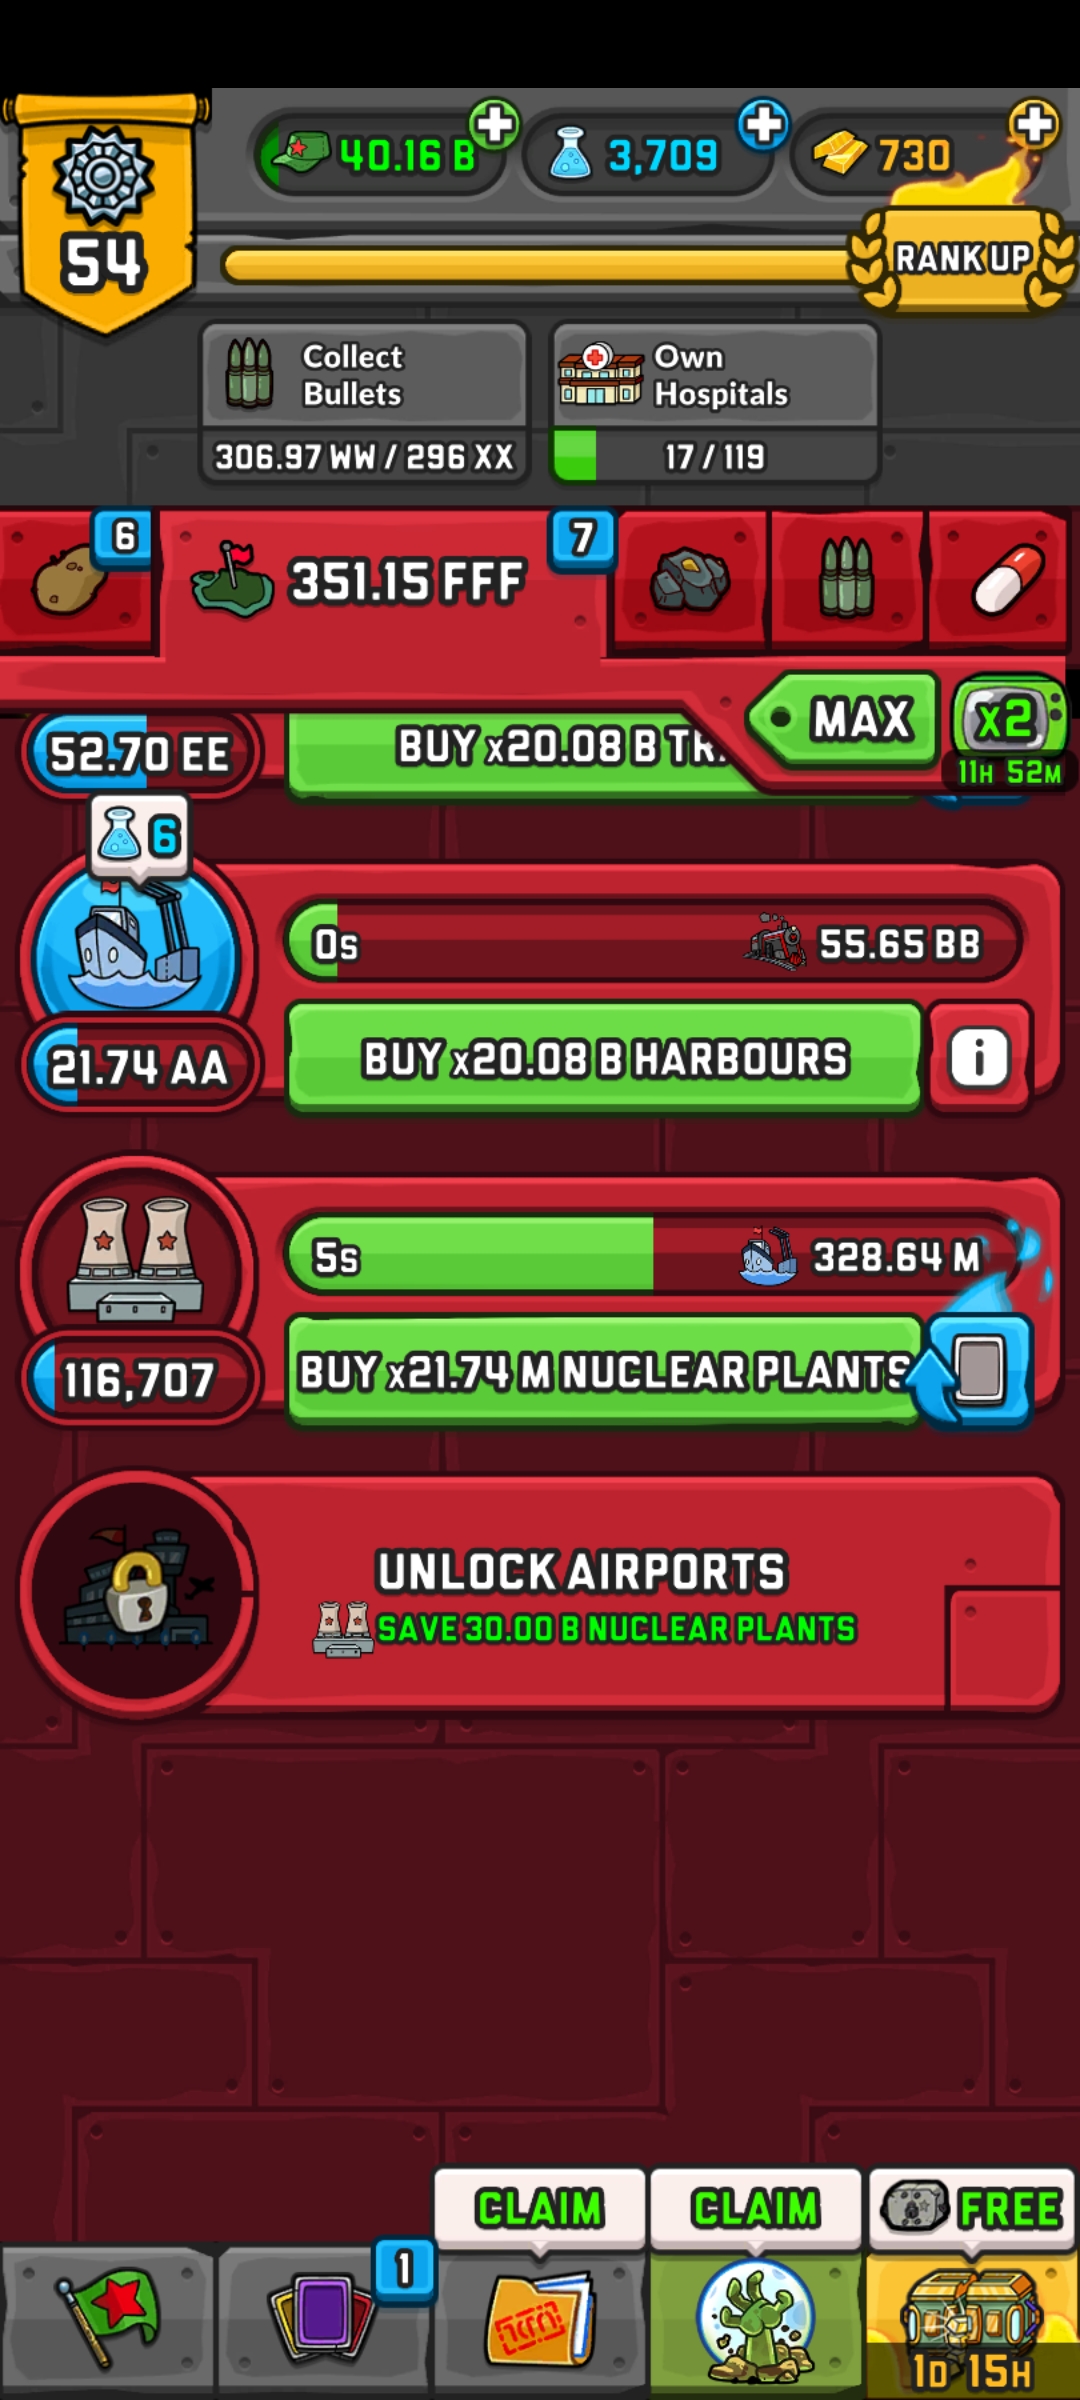 40.16 B
3,709
730
54
RANK UP
Collect
Bullets
306.97 WW / 296 XX
Own
Hospitals
17 / 119
6
351.15 FFF
7
MAX
x2
11H 52M
52.70 EE
BUY x20.08 B
6
0s
55.65 BB
21.74 AA
BUY x20.08 B HARBOURS
i
5s
328.64 M
116,707
BUY x21.74 M NUCLEAR PLANTS
UNLOCK AIRPORTS
SAVE 30.00 B NUCLEAR PLANTS
CLAIM
CLAIM
FREE
1
1D 15H